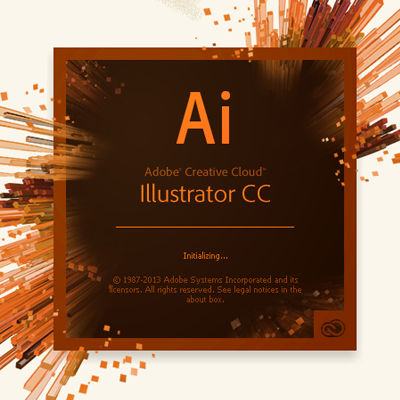 Ai
Adobe® Creative Cloud™
Illustrator CC
Initializing...
© 1987-2013 Adobe Systems Incorporated and its
licensors. All rights reserved. See legal notices in the
about box.